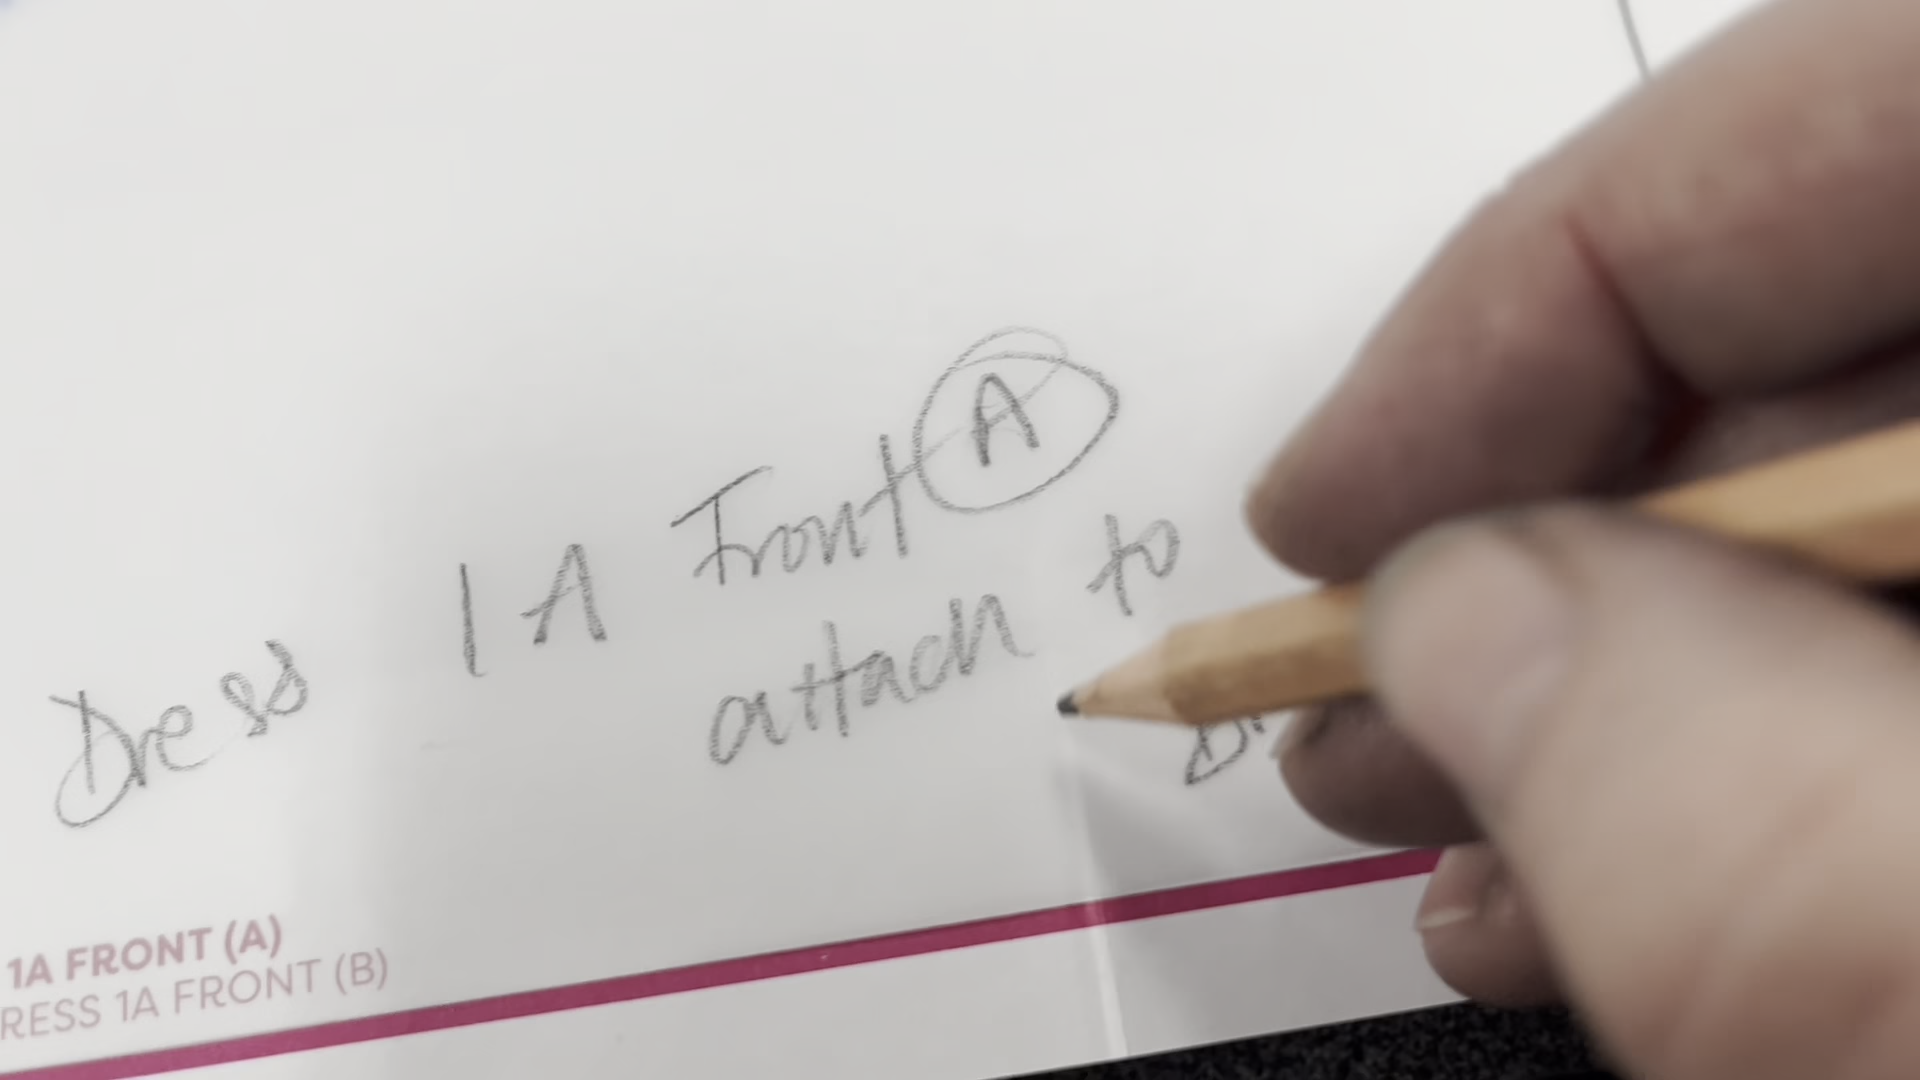 Dress 1A Front A
attach to
1A FRONT (A)
RESS 1A FRONT (B)